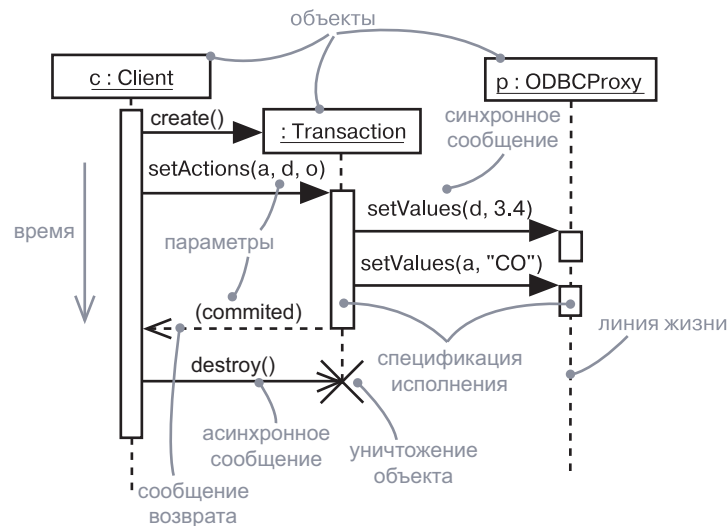 объекты
c : Client
p : ODBCProxy
create()
: Transaction
синхронное
сообщение
setActions(a, d, o)
setValues(d, 3.4)
время
параметры
setValues(a, "CO")
(commited)
линия жизни
спецификация
исполнения
destroy()
асинхронное
сообщение
уничтожение
объекта
сообщение
возврата